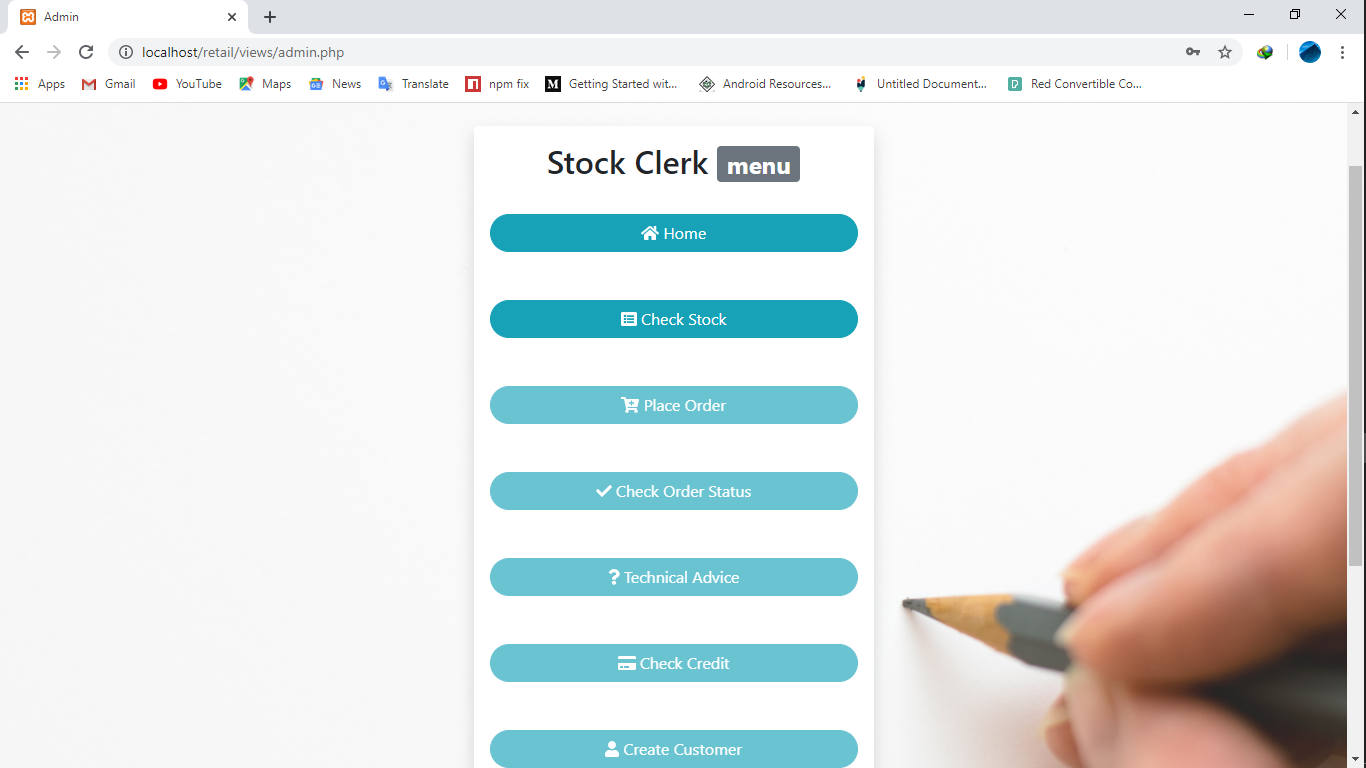 Admin
localhost/retail/views/admin.php
Apps Gmail YouTube Maps News Translate npm fix Getting Started wit... Android Resources... Untitled Document... Red Convertible Co...
Stock Clerk menu
Home
Check Stock
Place Order
Check Order Status
Technical Advice
Check Credit
Create Customer